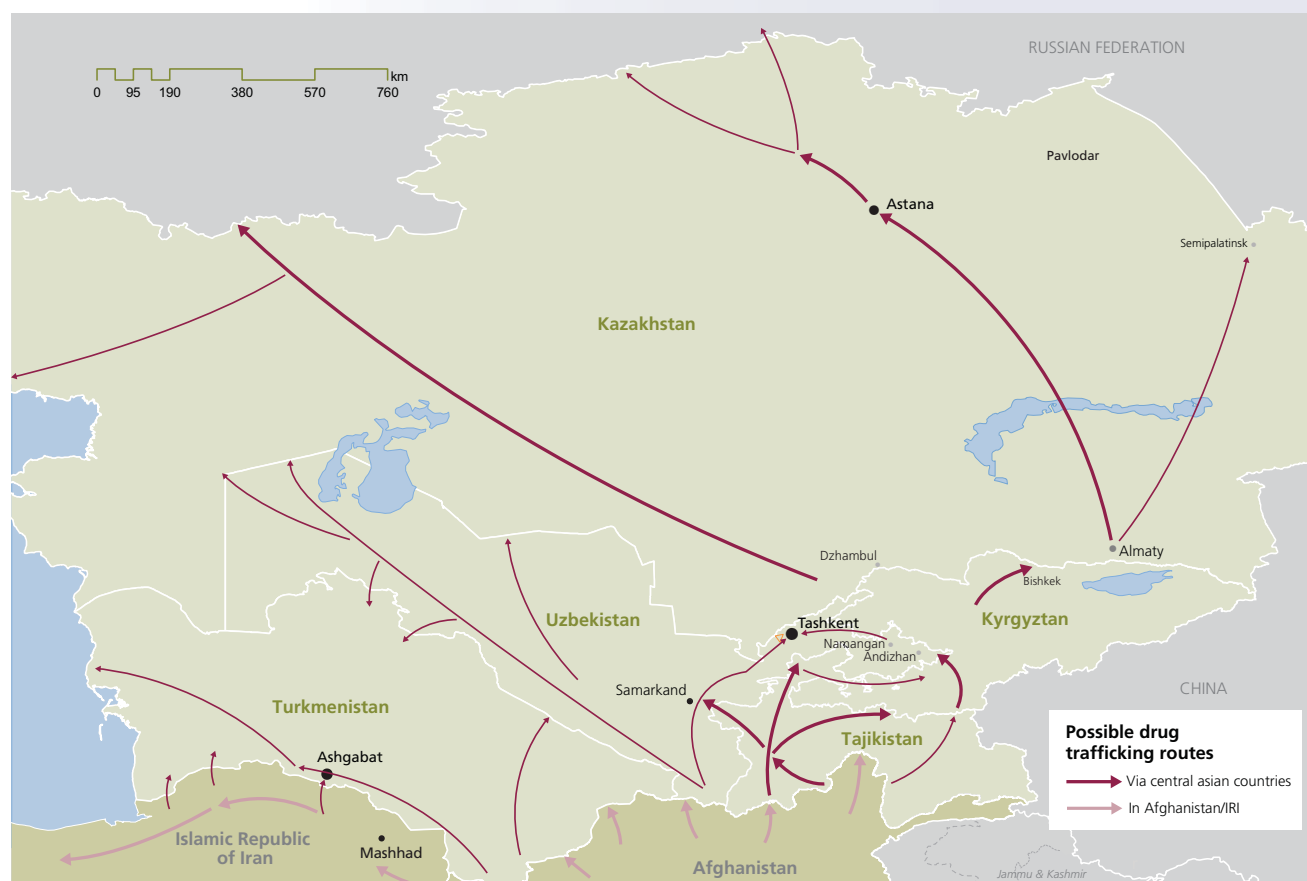 RUSSIAN FEDERATION
km
0 95 190 380 570 760
Pavlodar
Astana
Semipalatinsk
Kazakhstan
Almaty
Dzhambul
Bishkek
Kyrgyztan
Uzbekistan
Tashkent
Namangan
Andizhan
Samarkand
CHINA
Turkmenistan
Tajikistan
Ashgabat
Possible drug
trafficking routes
Via central asian countries
In Afghanistan/IRI
Islamic Republic
of Iran
Mashhad
Afghanistan
Jammu & Kashmir